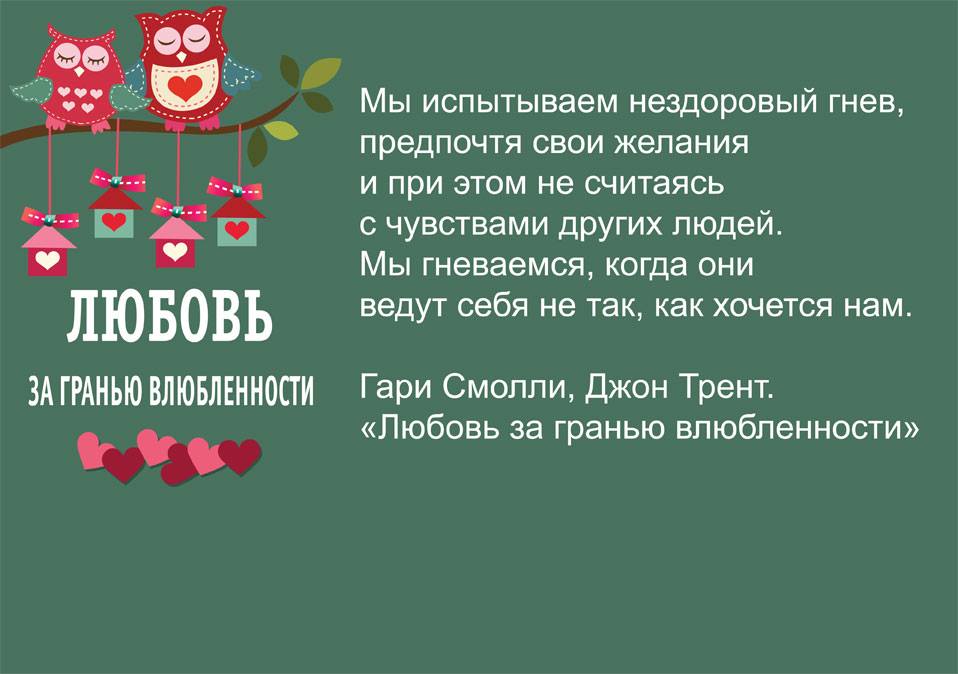 ЛЮБОВЬ
ЗА ГРАНЬЮ ВЛЮБЛЕННОСТИ
Мы испытываем нездоровый гнев,
предпочтя свои желания
и при этом не считаясь
с чувствами других людей.
Мы гневаемся, когда они
ведут себя не так, как хочется нам.
Гари Смолли, Джон Трент.
«Любовь за гранью влюбленности»